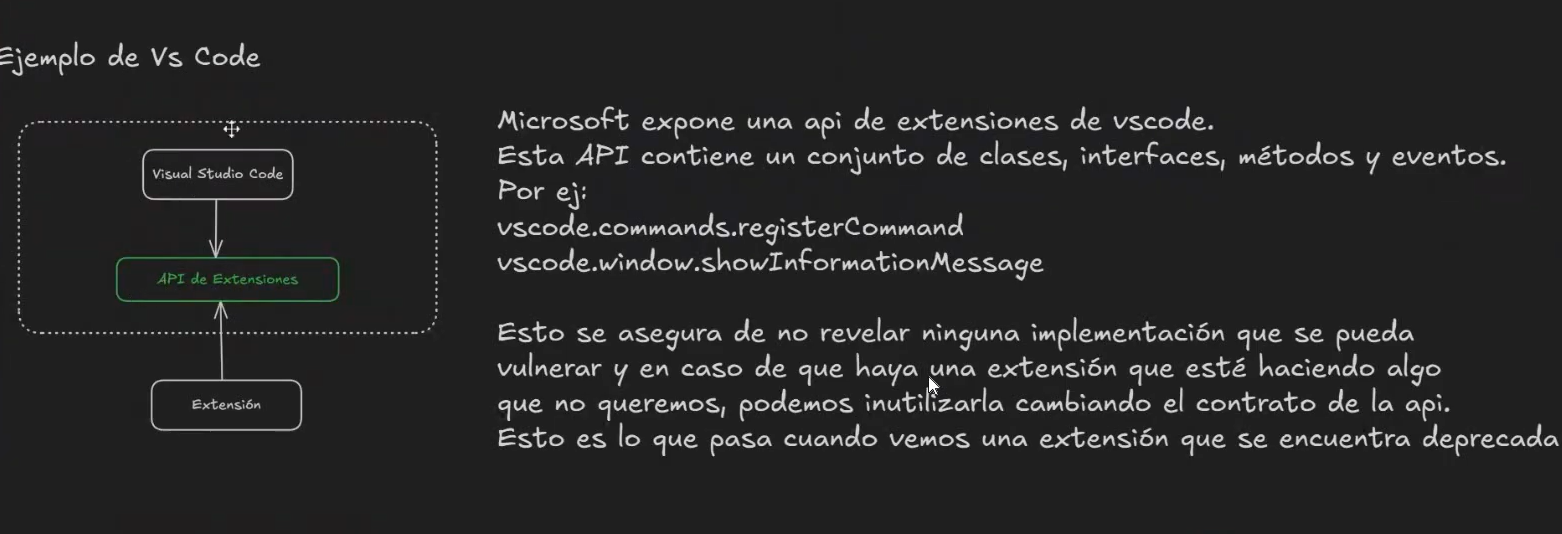 Ejemplo de Vs Code
Visual Studio Code
API de Extensiones
Extensión
Microsoft expone una api de extensiones de vscode.
Esta API contiene un conjunto de clases, interfaces, métodos y eventos.
Por ej:
vscode.commands.registerCommand
vscode.window.showInformationMessage
Esto se asegura de no revelar ninguna implementación que se pueda
vulnerar y en caso de que haya una extensión que esté haciendo algo
que no queremos, podemos inutilizarla cambiando el contrato de la api.
Esto es lo que pasa cuando vemos una extensión que se encuentra deprecada